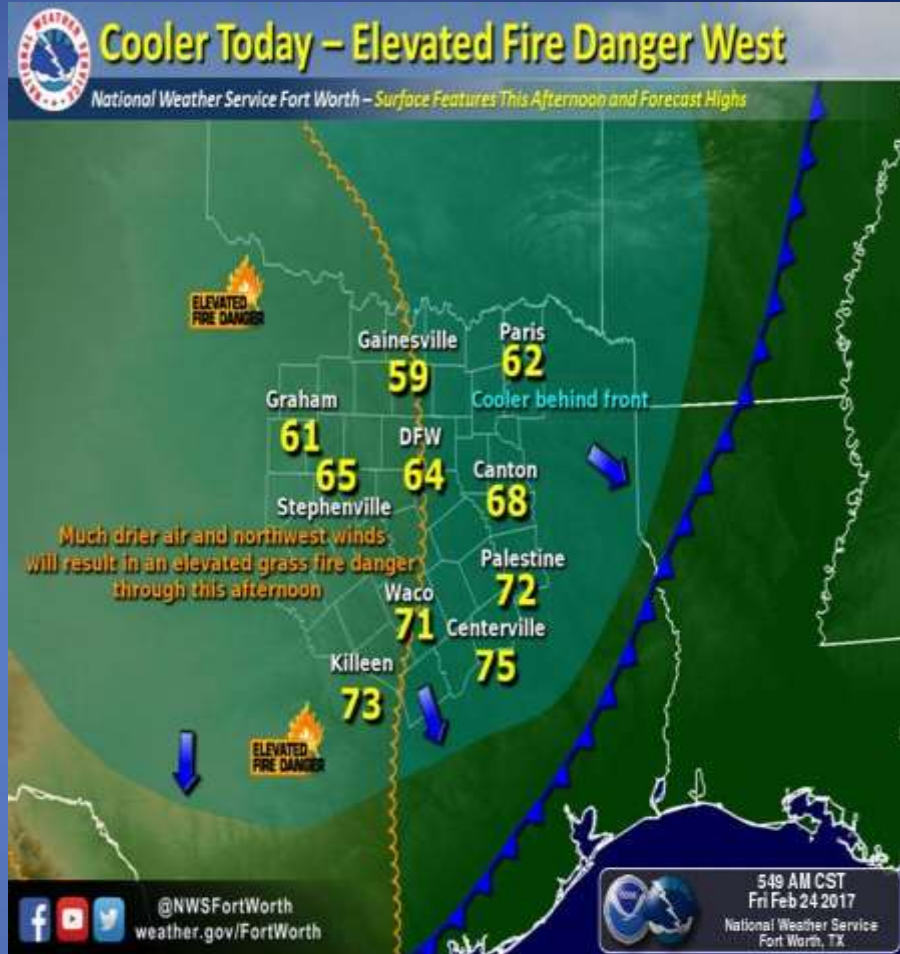 Cooler Today – Elevated Fire Danger West
NATIONAL WEATHER SERVICE
National Weather Service Fort Worth – Surface Features This Afternoon and Forecast Highs
ELEVATED
FIRE DANGER
Gainesville
59
Paris
62
Cooler behind front
Graham
61
DFW
64
65
Stephenville
Canton
68
Much drier air and northwest winds
will result in an elevated grass fire danger
through this afternoon
Palestine
72
Waco
71
Centerville
75
Killeen
73
ELEVATED
FIRE DANGER
@NWSFortWorth
weather.gov/FortWorth
noaa
549 AM CST
Fri Feb 24 2017
National Weather Service
Fort Worth, TX